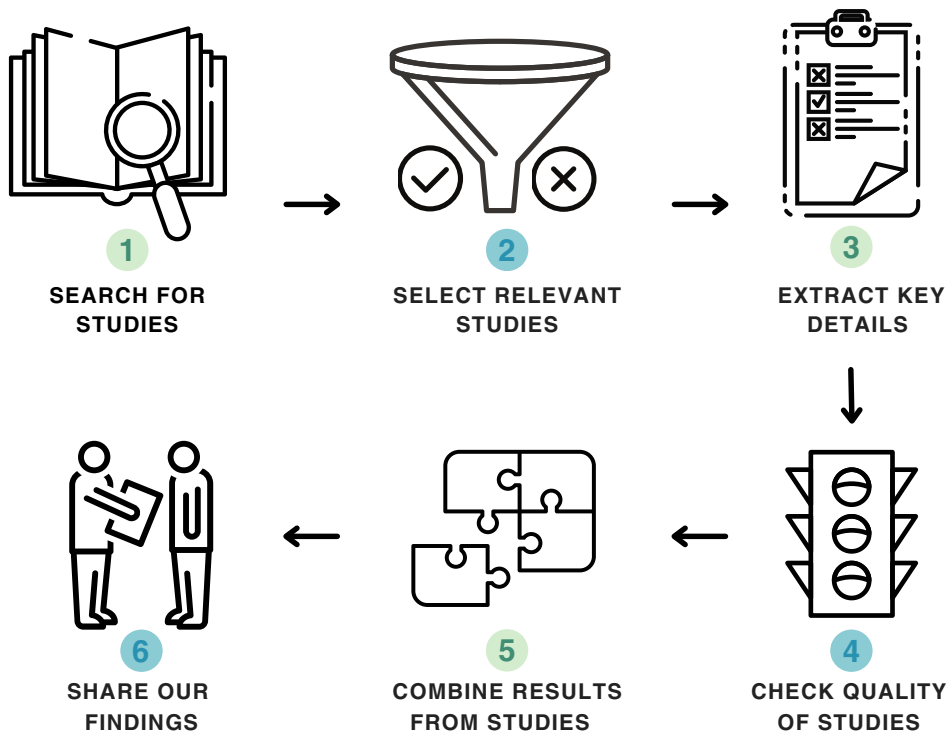 1
SEARCH FOR
STUDIES
2
SELECT RELEVANT
STUDIES
3
EXTRACT KEY
DETAILS
4
CHECK QUALITY
OF STUDIES
5
COMBINE RESULTS
FROM STUDIES
6
SHARE OUR
FINDINGS